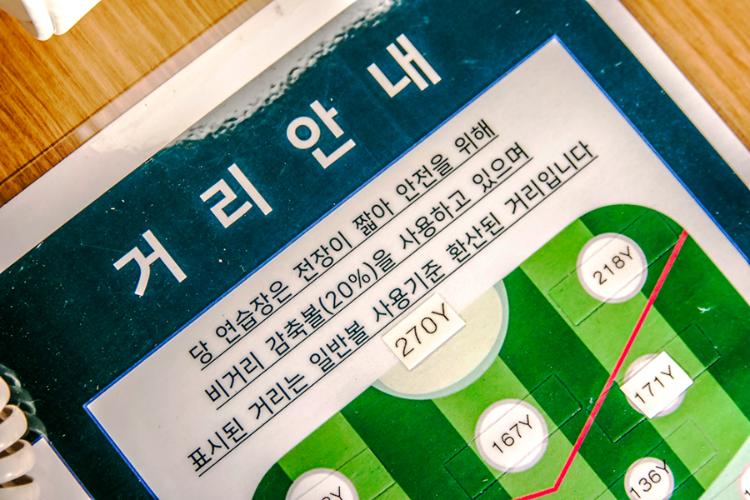 거리안내
당 연습장은 전장이 짧아 안전을 위해
비거리 감축볼(20%)을 사용하고 있으며
표시된 거리는 일반볼 사용기준 환산된 거리입니다
270Y
218Y
171Y
167Y
136Y